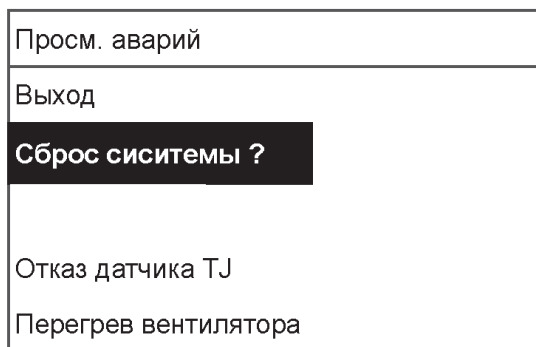 Просм. аварий
Выход
Сброс сиситемы ?
Отказ датчика TJ
Перегрев вентилятора